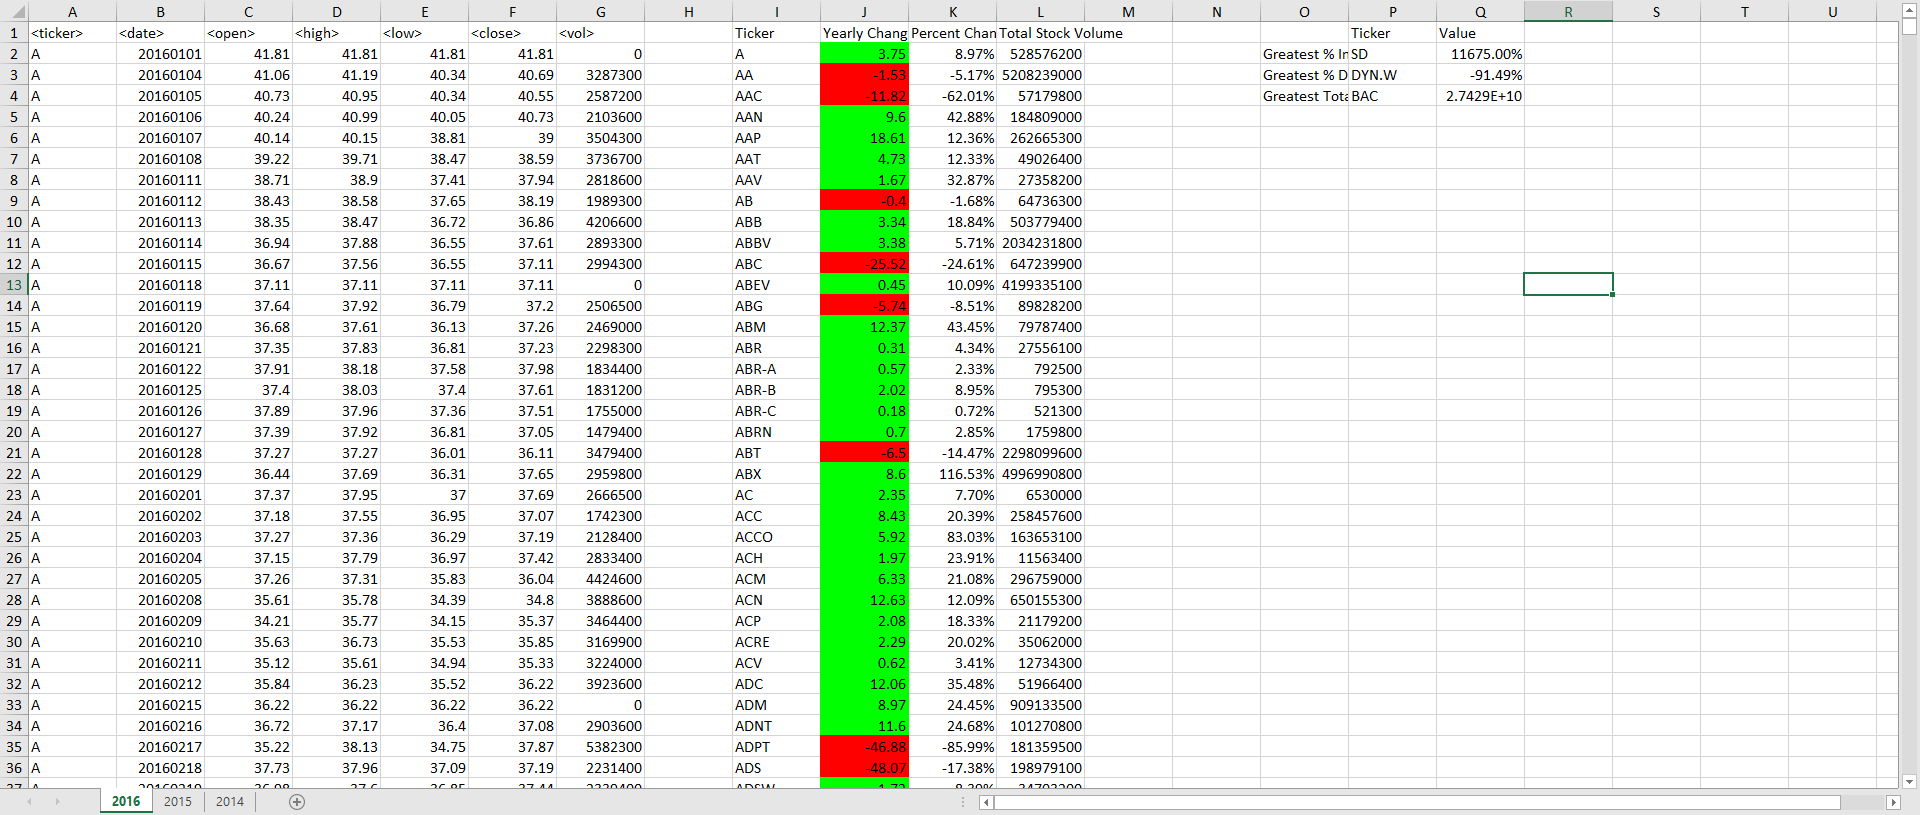 A B C D E F G H I J K L M N O P Q R S T U
1 <ticker> <date> <open> <high> <low> <close> <vol> Ticker Yearly Chang Percent Chan Total Stock Volume Ticker Value
2 A 20160101 41.81 41.81 41.81 41.81 0 A 3.75 8.97% 528576200 Greatest % In SD 11675.00%
3 A 20160104 41.06 41.19 40.34 40.69 3287300 AA -1.53 -5.17% 5208239000 Greatest % D DYN.W -91.49%
4 A 20160105 40.73 40.95 40.34 40.55 2587200 AAC -11.82 -62.01% 57179800 Greatest Tota BAC 2.7429E+10
5 A 20160106 40.24 40.99 40.05 40.73 2103600 AAN 9.6 42.88% 184809000
6 A 20160107 40.14 40.15 38.81 39 3504300 AAP 18.61 12.36% 262665300
7 A 20160108 39.22 39.71 38.47 38.59 3736700 AAT 4.73 12.33% 49026400
8 A 20160111 38.71 38.9 37.41 37.94 2818600 AAV 1.67 32.87% 27358200
9 A 20160112 38.43 38.58 37.65 38.19 1989300 AB -0.4 -1.68% 64736300
10 A 20160113 38.35 38.47 36.72 36.86 4206600 ABB 3.34 18.84% 503779400
11 A 20160114 36.94 37.88 36.55 37.61 2893300 ABBV 3.38 5.71% 2034231800
12 A 20160115 36.67 37.56 36.55 37.11 2994300 ABC -25.52 -24.61% 647239900
13 A 20160118 37.11 37.11 37.11 37.11 0 ABEV 0.45 10.09% 4199335100
14 A 20160119 37.64 37.92 36.79 37.2 2506500 ABG -5.74 -8.51% 89828200
15 A 20160120 36.68 37.61 36.13 37.26 2469000 ABM 12.37 43.45% 79787400
16 A 20160121 37.35 37.83 36.81 37.23 2298300 ABR 0.31 4.34% 27556100
17 A 20160122 37.91 38.18 37.58 37.98 1834400 ABR-A 0.57 2.33% 792500
18 A 20160125 37.4 38.03 37.4 37.61 1831200 ABR-B 2.02 8.95% 795300
19 A 20160126 37.89 37.96 37.36 37.51 1755000 ABR-C 0.18 0.72% 521300
20 A 20160127 37.39 37.92 36.81 37.05 1479400 ABRN 0.7 2.85% 1759800
21 A 20160128 37.27 37.27 36.01 36.11 3479400 ABT -6.5 -14.47% 2298099600
22 A 20160129 36.44 37.69 36.31 37.65 2959800 ABX 8.6 116.53% 4996990800
23 A 20160201 37.37 37.95 37 37.69 2666500 AC 2.35 7.70% 6530000
24 A 20160202 37.18 37.55 36.95 37.07 1742300 ACC 8.43 20.39% 258457600
25 A 20160203 37.27 37.36 36.29 37.19 2128400 ACCO 5.92 83.03% 163653100
26 A 20160204 37.15 37.79 36.97 37.42 2833400 ACH 1.97 23.91% 11563400
27 A 20160205 37.26 37.31 35.83 36.04 4424600 ACM 6.33 21.08% 296759000
28 A 20160208 35.61 35.78 34.39 34.8 3888600 ACN 12.63 12.09% 650155300
29 A 20160209 34.21 35.77 34.15 35.37 3464400 ACP 2.08 18.33% 21179200
30 A 20160210 35.63 36.73 35.53 35.85 3169900 ACRE 2.29 20.02% 35062000
31 A 20160211 35.12 35.61 34.94 35.33 3224000 ACV 0.62 3.41% 12734300
32 A 20160212 35.84 36.23 35.52 36.22 3923600 ADC 12.06 35.48% 51966400
33 A 20160215 36.22 36.22 36.22 36.22 0 ADM 8.97 24.45% 909133500
34 A 20160216 36.72 37.17 36.4 37.08 2903600 ADNT 11.6 24.68% 101270800
35 A 20160217 35.22 38.13 34.75 37.87 5382300 ADPT -46.88 -85.99% 181359500
36 A 20160218 37.73 37.96 37.09 37.19 2231400 ADS -48.07 -17.38% 198979100
2016 2015 2014